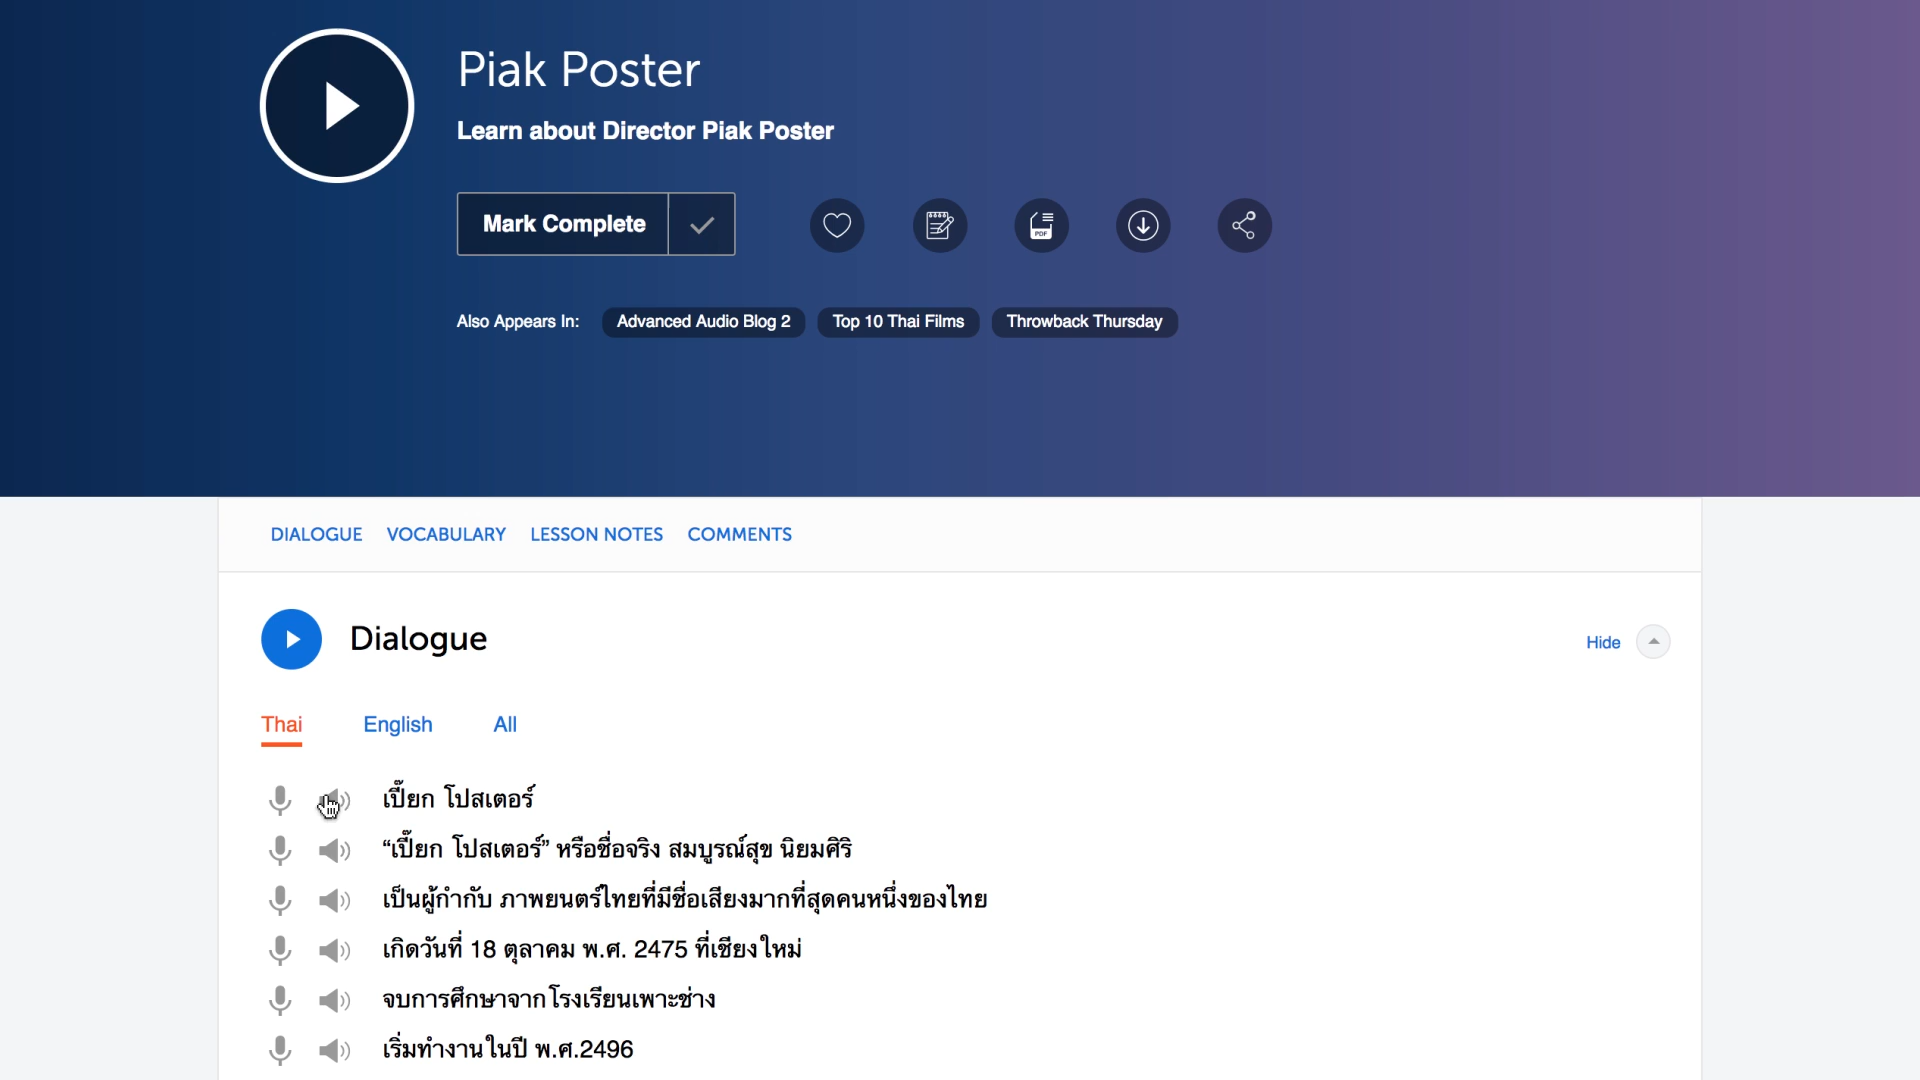 Piak Poster
Learn about Director Piak Poster
Mark Complete
PDF
Also Appears In: Advanced Audio Blog 2 Top 10 Thai Films Throwback Thursday
DIALOGUE VOCABULARY LESSON NOTES COMMENTS
Dialogue
Hide
Thai English All
เปี๊ยก โปสเตอร์
“เปี๊ยก โปสเตอร์” หรือชื่อจริง สมบูรณ์สุข นิยมศิริ
เป็นผู้กำกับ ภาพยนตร์ไทยที่มีชื่อเสียงมากที่สุดคนหนึ่งของไทย
เกิดวันที่ 18 ตุลาคม พ.ศ. 2475 ที่เชียงใหม่
จบการศึกษาจากโรงเรียนเพาะช่าง
เริ่มทำงานในปี พ.ศ.2496